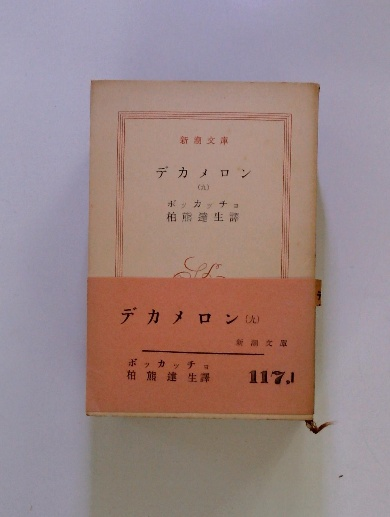 新潮文庫
デカメロン
(九)
ボッカッチョ
柏熊達生譯
デカメロン(九)
新潮文庫
ボッカッチョ
柏熊達生譯
117.I